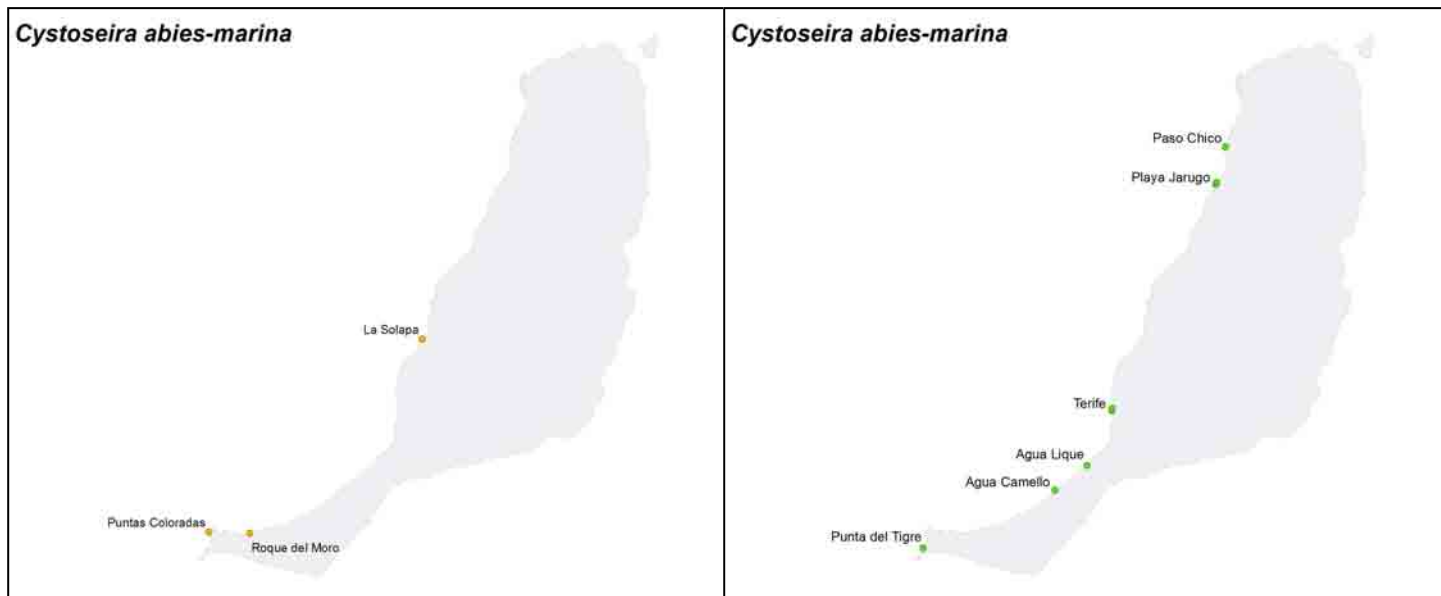 Cystoseira abies-marina
La Solapa
Puntas Coloradas
Roque del Moro
Cystoseira abies-marina
Paso Chico
Playa Jarugo
Terife
Agua Lique
Agua Camello
Punta del Tigre